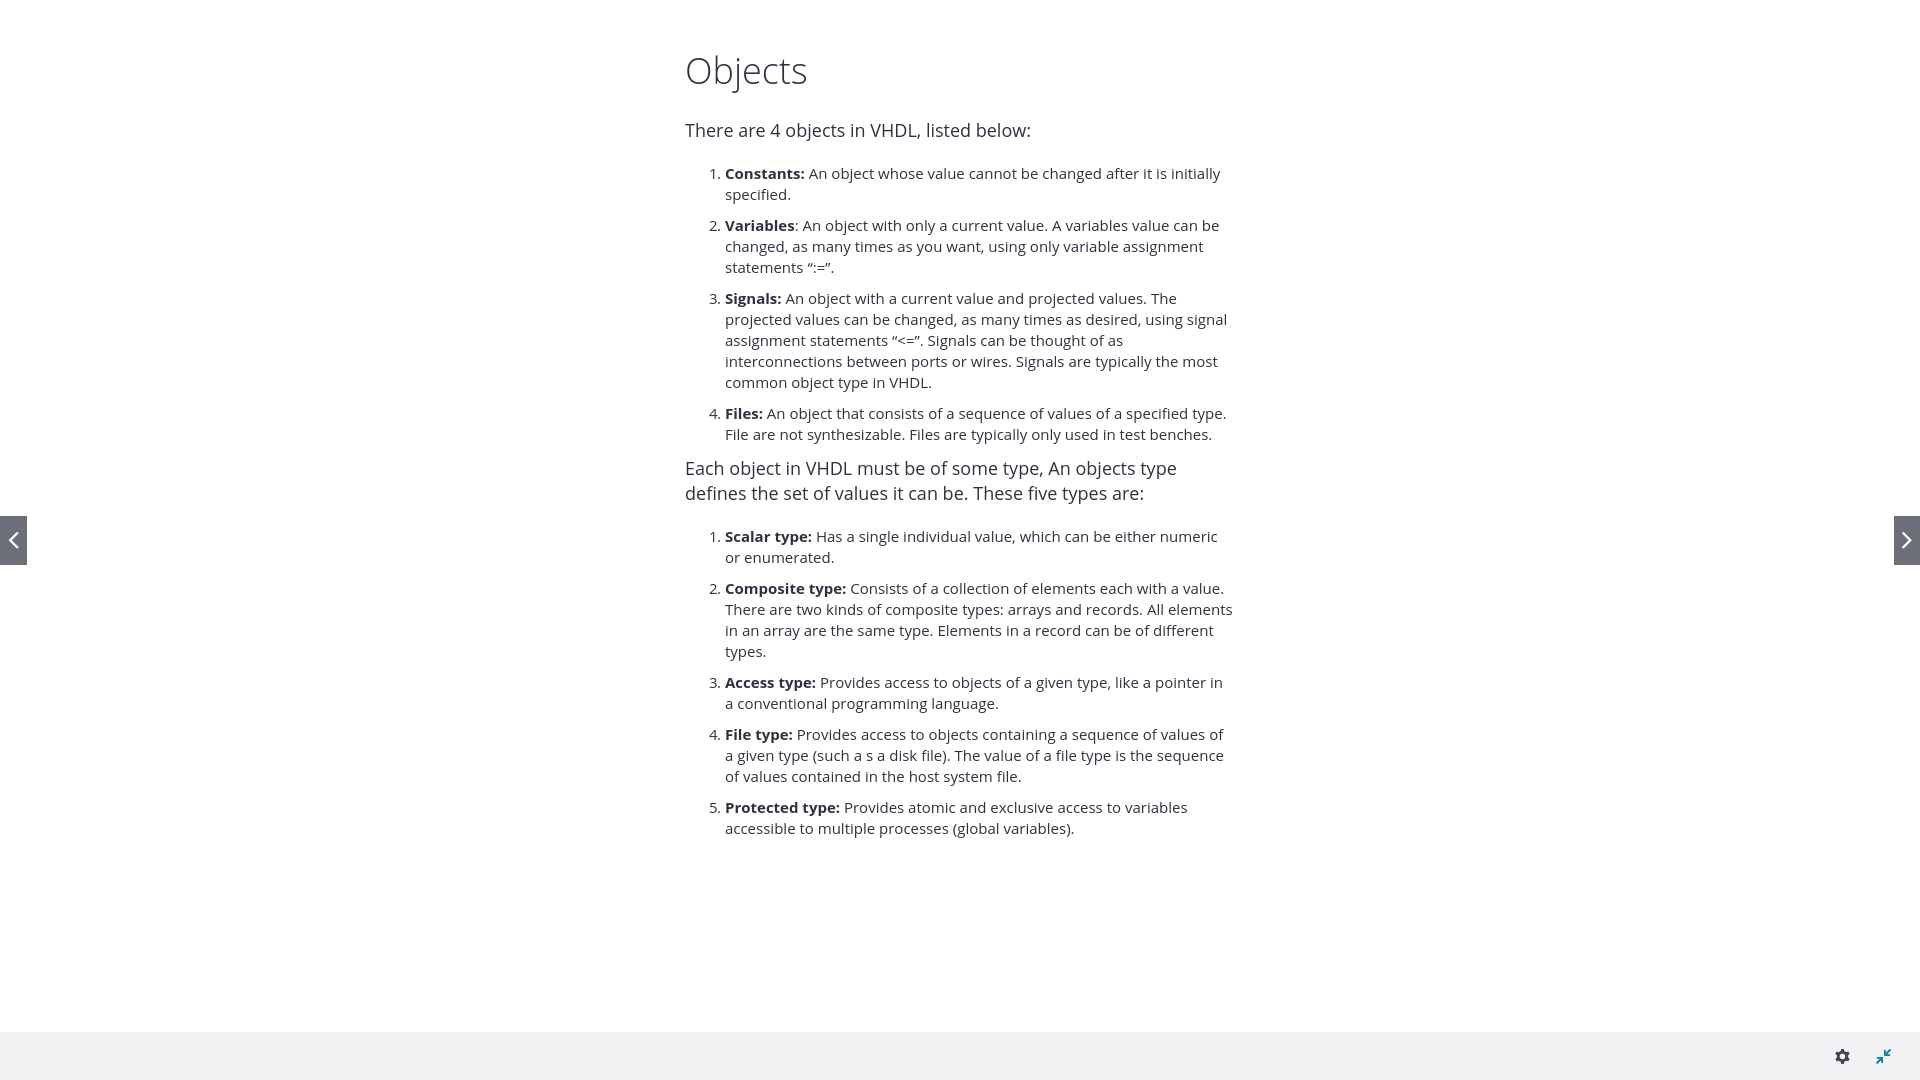 Objects
There are 4 objects in VHDL, listed below:
1. Constants: An object whose value cannot be changed after it is initially
specified.
2. Variables: An object with only a current value. A variables value can be
changed, as many times as you want, using only variable assignment
statements “:=”.
3. Signals: An object with a current value and projected values. The
projected values can be changed, as many times as desired, using signal
assignment statements “<=”. Signals can be thought of as
interconnections between ports or wires. Signals are typically the most
common object type in VHDL.
4. Files: An object that consists of a sequence of values of a specified type.
File are not synthesizable. Files are typically only used in test benches.
Each object in VHDL must be of some type, An objects type
defines the set of values it can be. These five types are:
1. Scalar type: Has a single individual value, which can be either numeric
or enumerated.
2. Composite type: Consists of a collection of elements each with a value.
There are two kinds of composite types: arrays and records. All elements
in an array are the same type. Elements in a record can be of different
types.
3. Access type: Provides access to objects of a given type, like a pointer in
a conventional programming language.
4. File type: Provides access to objects containing a sequence of values of
a given type (such a s a disk file). The value of a file type is the sequence
of values contained in the host system file.
5. Protected type: Provides atomic and exclusive access to variables
accessible to multiple processes (global variables).